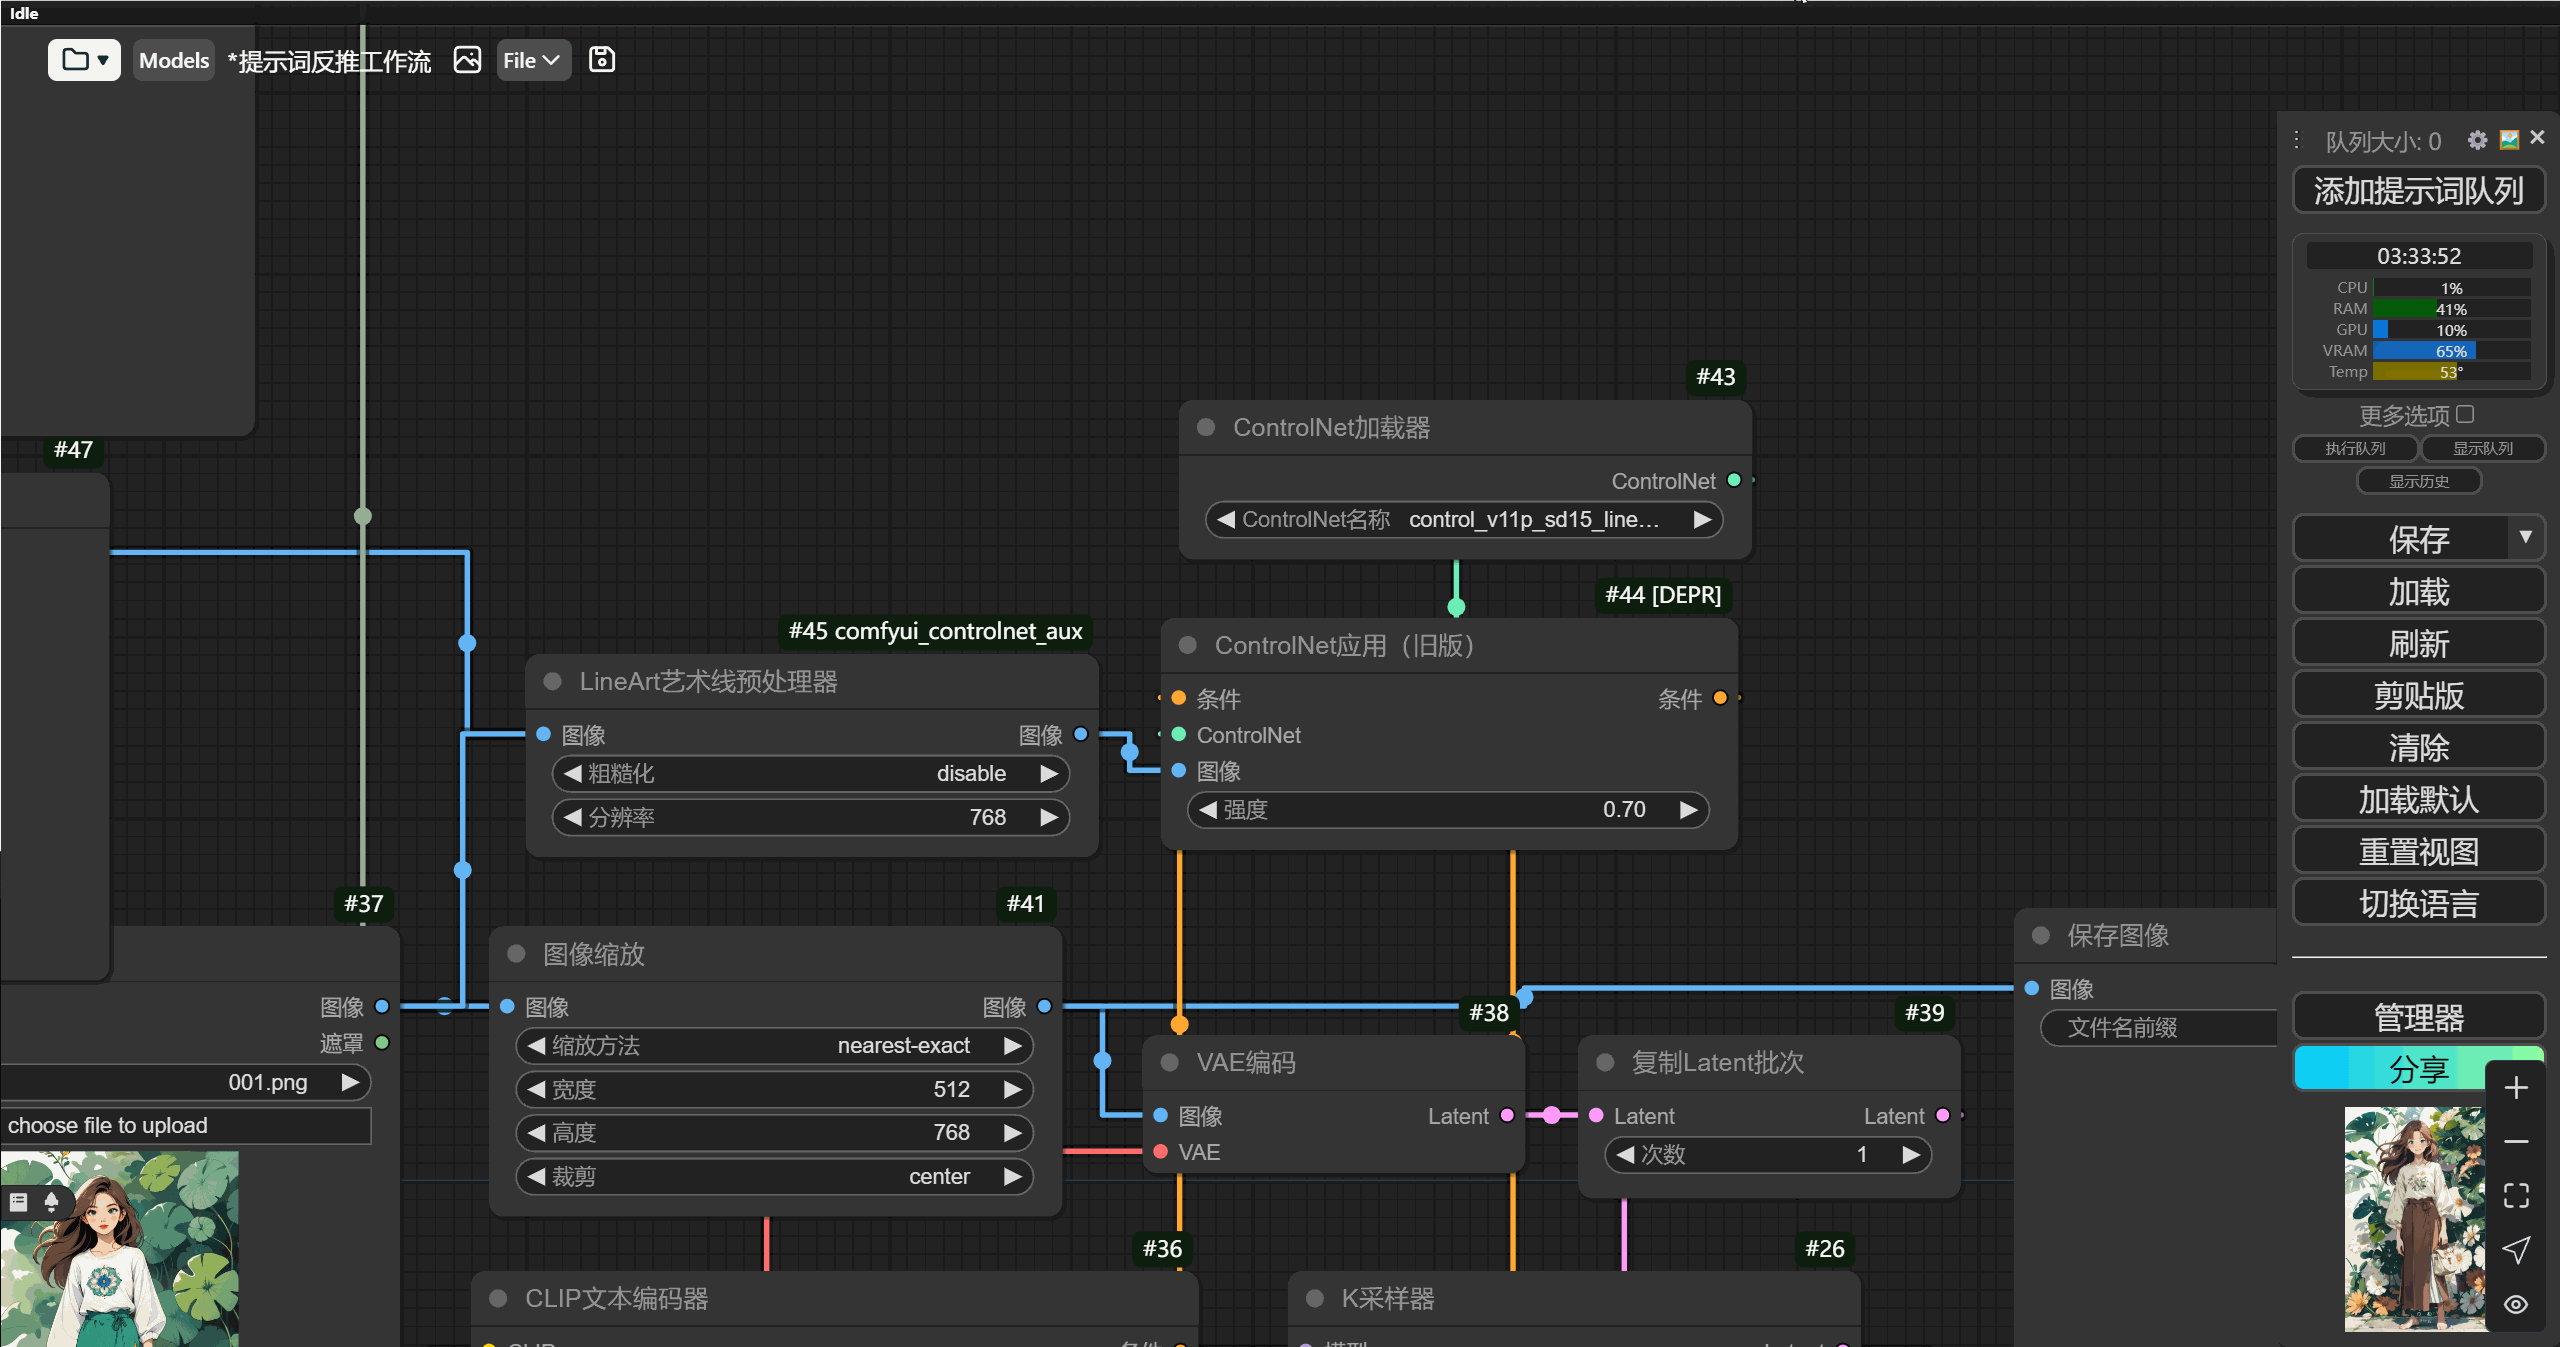 Idle
Models
*提示词反推工作流
File
队列大小: 0
添加提示词队列
03:33:52
CPU 1%
RAM 41%
GPU 10%
VRAM 65%
Temp 53°
更多选项
执行队列
显示队列
显示历史
保存
加载
刷新
剪贴版
清除
加载默认
重置视图
切换语言
管理器
分享
#43
ControlNet加载器
ControlNet
ControlNet名称 control_v11p_sd15_line...
#47
#44 [DEPR]
ControlNet应用（旧版）
条件 条件
ControlNet
图像
强度 0.70
#45 comfyui_controlnet_aux
LineArt艺术线预处理器
图像 图像
粗糙化 disable
分辨率 768
#37
图像
遮罩
001.png
choose file to upload
#41
图像缩放
图像 图像
缩放方法 nearest-exact
宽度 512
高度 768
裁剪 center
#38
VAE编码
图像 Latent
VAE
#39
复制Latent批次
Latent Latent
次数 1
保存图像
图像
文件名前缀
#36
CLIP文本编码器
#26
K采样器